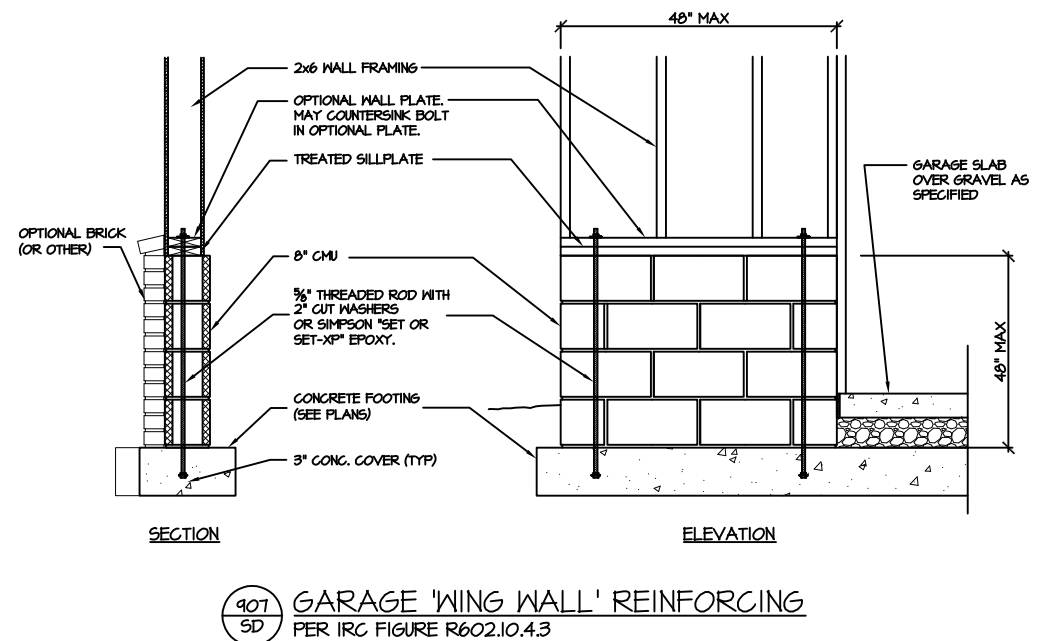 48" MAX
2x6 WALL FRAMING
OPTIONAL WALL PLATE.
MAY COUNTERSINK BOLT
IN OPTIONAL PLATE.
TREATED SILLPLATE
GARAGE SLAB
OVER GRAVEL AS
SPECIFIED
OPTIONAL BRICK
(OR OTHER)
8" CMU
⅝" THREADED ROD WITH
2" CUT WASHERS
OR SIMPSON "SET OR
SET-XP" EPOXY.
48" MAX
CONCRETE FOOTING
(SEE PLANS)
3" CONC. COVER (TYP)
SECTION
ELEVATION
907
SD
GARAGE 'WING WALL' REINFORCING
PER IRC FIGURE R602.10.4.3